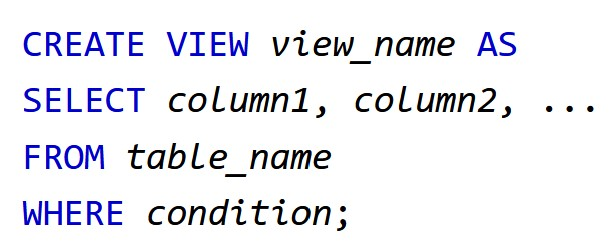 CREATE VIEW view_name AS
SELECT column1, column2, ...
FROM table_name
WHERE condition;